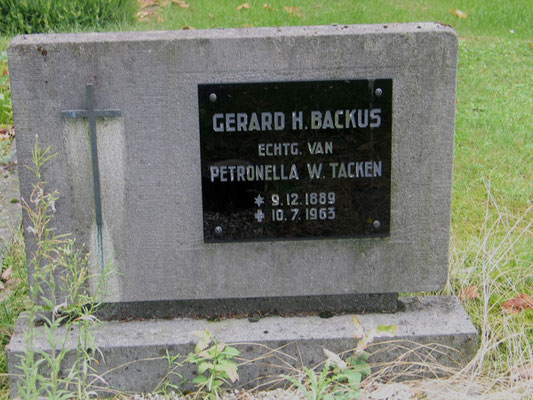 GERARD H. BACKUS
ECHTG. VAN
PETRONELLA W. TACKEN
* 9.12.1889
✝ 10.7.1963